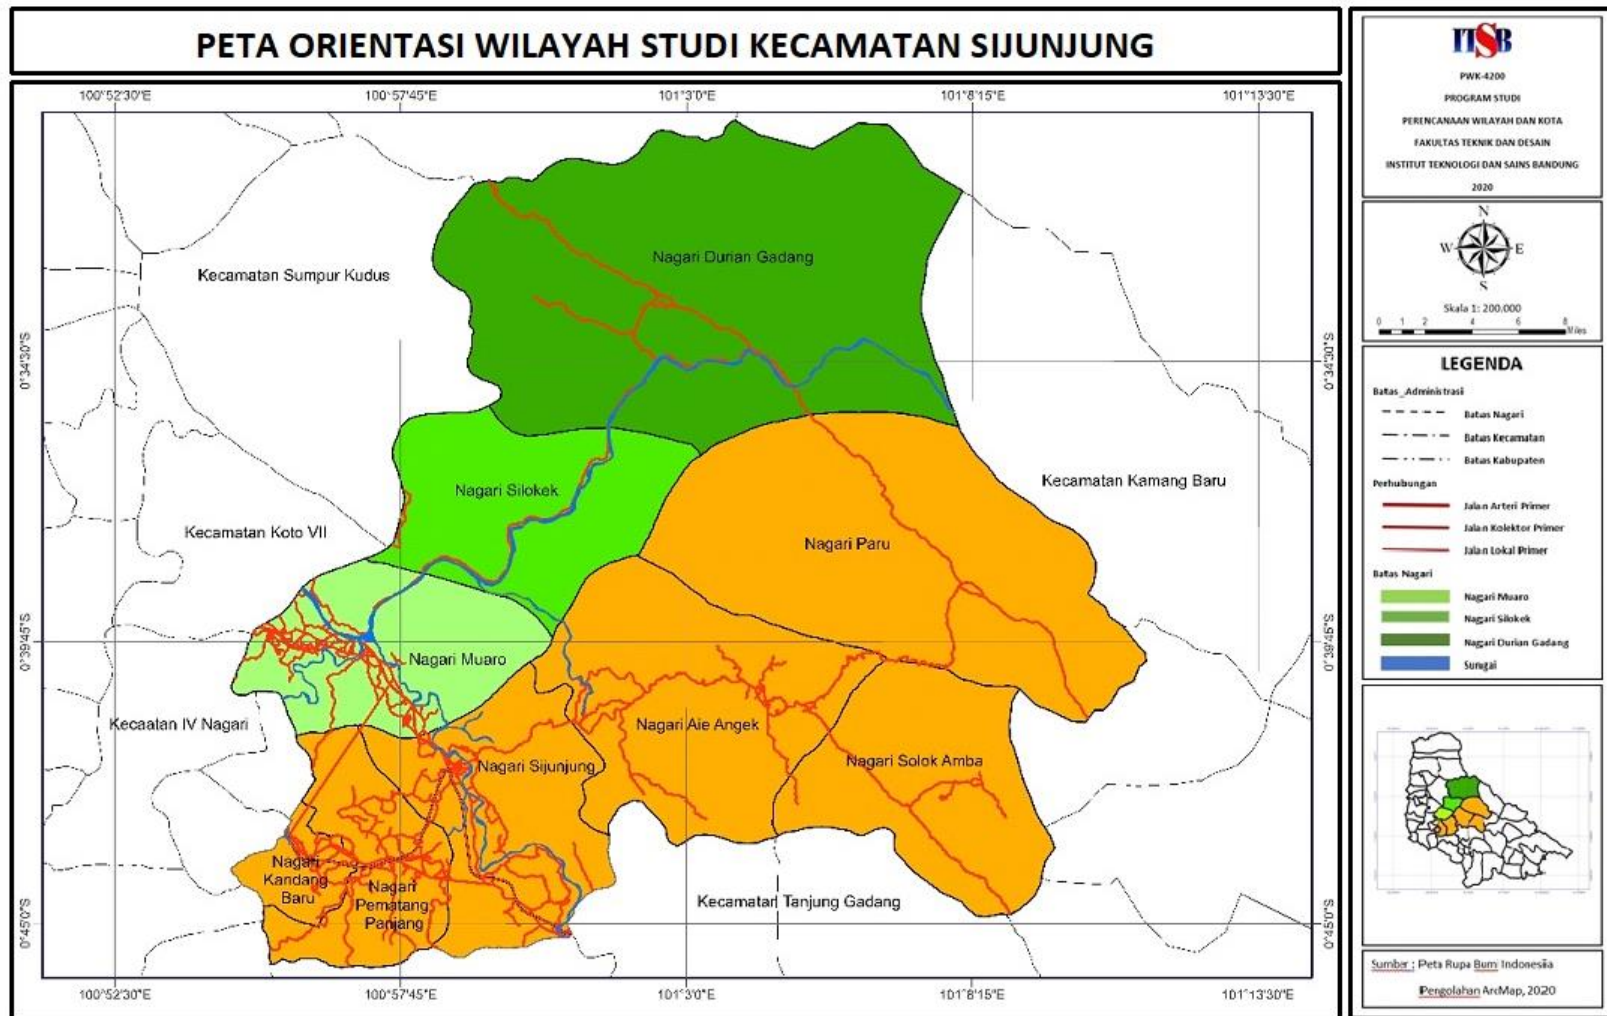 PETA ORIENTASI WILAYAH STUDI KECAMATAN SIJUNJUNG
100°52'30"E
100°57'45"E
101°3'0"E
101°8'15"E
101°13'30"E
Nagari Durian Gadang
Kecamatan Sumpur Kudus
0°34'30"S
0°34'30"S
Kecamatan Kamang Baru
Nagari Silokek
Kecamatan Koto VII
Nagari Paru
0°39'45"S
0°39'45"S
Nagari Muaro
Kecaatan IV Nagari
Nagari Aie Angek
Nagari Sijunjung
Nagari Solok Amba
Nagari
Kandang
Baru
Nagari
Pematang
Panjang
Kecamatan Tanjung Gadang
0°45'0"S
0°45'0"S
100°52'30"E
100°57'45"E
101°3'0"E
101°8'15"E
101°13'30"E
ITSB
PWK-4200
PROGRAM STUDI
PERENCANAAN WILAYAH DAN KOTA
FAKULTAS TEKNIK DAN DESAIN
INSTITUT TEKNOLOGI DAN SAINS BANDUNG
2020
N
W E
S
Skala 1: 200.000
0 1 2 4 6 8 Miles
LEGENDA
Batas_Administrasi
Batas Nagari
Batas Kecamatan
Batas Kabupaten
Perhubungan
Jalan Arteri Primer
Jalan Kolektor Primer
Jalan Lokal Primer
Batas Nagari
Nagari Muaro
Nagari Silokek
Nagari Durian Gadang
Sungai
Sumber : Peta Rupa Bumi Indonesia
Pengolahan ArcMap, 2020